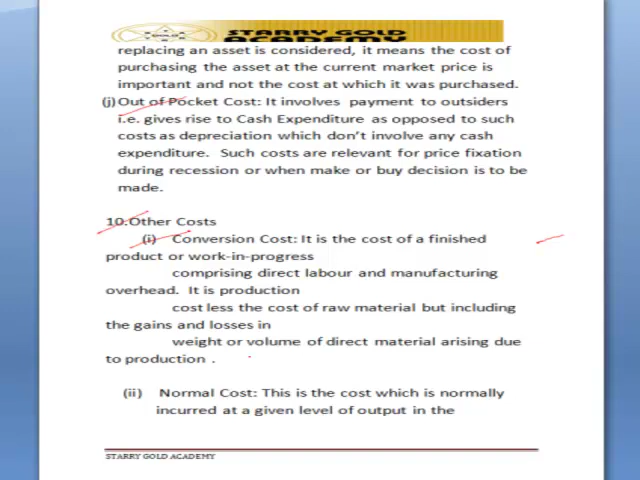 STARRY GOLD
ACADEMY
replacing an asset is considered, it means the cost of
purchasing the asset at the current market price is
important and not the cost at which it was purchased.
(j) Out of Pocket Cost: It involves payment to outsiders
i.e. gives rise to Cash Expenditure as opposed to such
costs as depreciation which don't involve any cash
expenditure. Such costs are relevant for price fixation
during recession or when make or buy decision is to be
made.
10.Other Costs
(i) Conversion Cost: It is the cost of a finished
product or work-in-progress
comprising direct labour and manufacturing
overhead. It is production
cost less the cost of raw material but including
the gains and losses in
weight or volume of direct material arising due
to production .
(ii) Normal Cost: This is the cost which is normally
incurred at a given level of output in the
STARRY GOLD ACADEMY